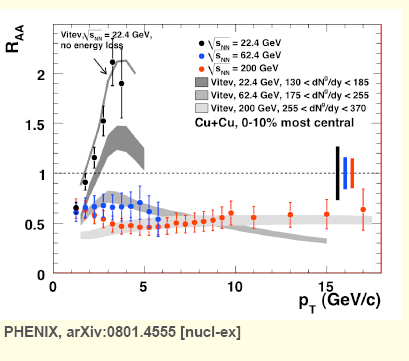 R_AA
Vitev,√s_NN = 22.4 GeV,
no energy loss
√s_NN = 22.4 GeV
√s_NN = 62.4 GeV
√s_NN = 200 GeV
Vitev, 22.4 GeV, 130 < dN^g/dy < 185
Vitev, 62.4 GeV, 175 < dN^g/dy < 255
Vitev, 200 GeV, 255 < dN^g/dy < 370
Cu+Cu, 0-10% most central
2
1.5
1
0.5
0
0 5 10 15
p_T (GeV/c)
PHENIX, arXiv:0801.4555 [nucl-ex]